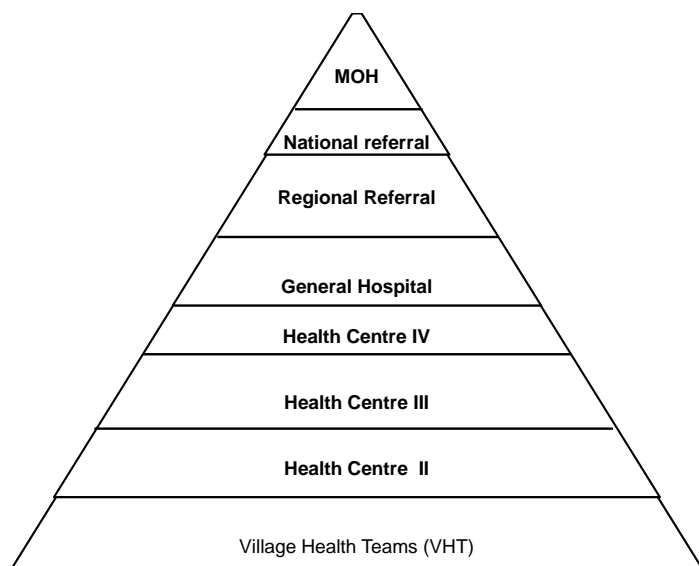 MOH
National referral
Regional Referral
General Hospital
Health Centre IV
Health Centre III
Health Centre  II
Village Health Teams (VHT)